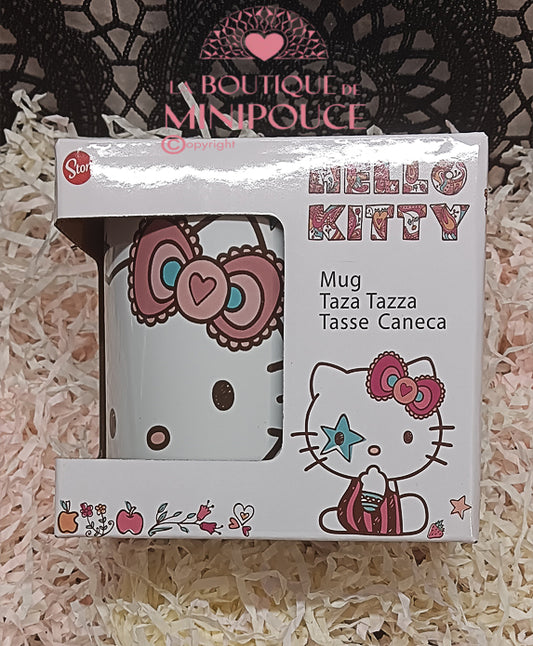 LA BOUTIQUE DE
MINIPOUCE
©opyright
Stor
HELLO
KITTY
Mug
Taza Tazza
Tasse Caneca